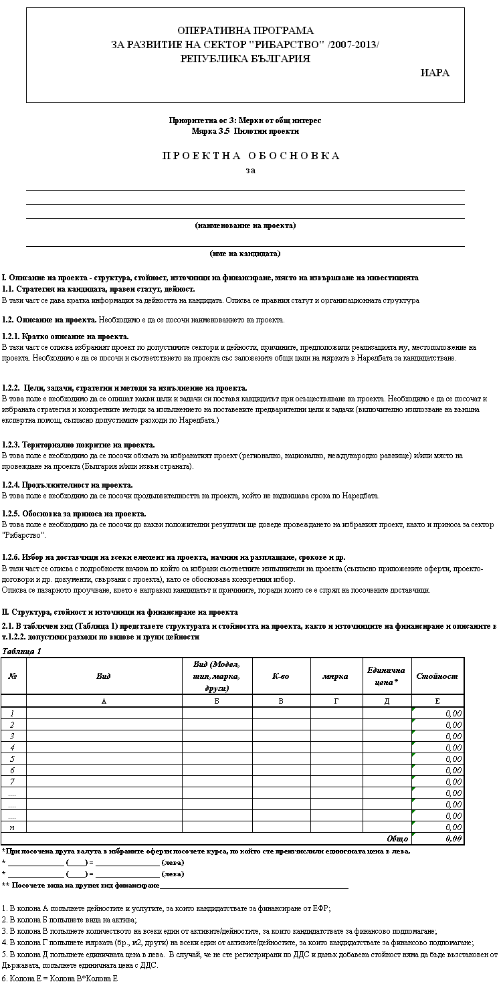 ОПЕРАТИВНА ПРОГРАМА
ЗА РАЗВИТИЕ НА СЕКТОР "РИБАРСТВО" /2007-2013/
РЕПУБЛИКА БЪЛГАРИЯ
ИАРА
Приоритетна ос 3: Мерки от общ интерес
Мярка 3.5 Пилотни проекти
П Р О Е К Т Н А О Б О С Н О В К А
за
(наименование на проекта)
(име на кандидата)
I. Описание на проекта - структура, стойност, източници на финансиране, място на извършване на инвестицията
1.1. Стратегия на кандидата, правен статут, дейност.
В тази част се дава кратка информация за дейността на кандидата. Описва се правния статут и организационната структура
1.2. Описание на проекта. Необходимо е да се посочи наименованието на проекта.
1.2.1. Кратко описание на проекта.
В тази част се описва избраният проект по допустимите сектори и дейности, причините, предположили реализацията му, местоположение на
проекта. Необходимо е да се посочи и съответствието на проекта със заложените общи цели на мярката в Наредбата за кандидатстване.
1.2.2. Цели, задачи, стратегии и методи за изпълнение на проекта.
В това поле е необходимо да се опишат какви цели и задачи си поставя кандидатът при осъществяване на проекта. Необходимо е да се посочат и
избраната стратегия и конкретните методи за изпълнението на поставените предварителни цели и задачи (включително изплозване на външна
експертна помощ, съгласно допустимите разходи по Наредбата.)
1.2.3. Териториално покритие на проекта.
В това поле е необходимо да се посочи обхвата на избранатият проект (регионално, национално, международно равнище) и/или място на
провеждане на проекта (България и/или извън страната).
1.2.4. Продължителност на проекта.
В това поле е необходимо да се посочи продължителността на проекта, който не надвишава срока по Наредбата.
1.2.5. Обосновка за приноса на проекта.
В това поле е необходимо да се посочи до какви положителни резултати ще доведе провеждането на избраният проект, както и приноса за сектор
"Рибарство".
1.2.6. Избор на доставчици на всеки елемент на проекта, начини на разплащане, срокове и др.
В тази част се описва с подробности начина по който са избрани съответните изпълнители на проекта (съгласно приложените оферти, проекто-
договори и др. документи, свързани с проекта), като се обосновава конкретния избор.
Описва се пазарното проучване, което е направил кандидатът и причините, поради които се е спрял на посочените доставчици.
II. Структура, стойност и източници на финансиране на проекта
2.1. В табличен вид (Таблица 1) представете структурата и стойността на проекта, както и източниците на финансиране и описаните в
т.1.2.2. допустими разходи по видове и групи дейности
Таблица 1
№ Вид Вид (Модел, тип,марка, други) К-во мярка Единична цена* Стойност
А Б В Г Д Е
1 0,00
2 0,00
3 0,00
4 0,00
5 0,00
6 0,00
7 0,00
.... 0,00
.... 0,00
.... 0,00
n 0,00
Общо 0,00
*При посочена друга валута в избраните оферти посочете курса, по който сте преизчислили единичната цена в лева.
* ______________ (____) = ________________ (лева)
* ______________ (____) = ________________ (лева)
** Посочете вида на другия вид финансиране_______________________________________________
1. В колона А попълнете дейностите и услугите, за които кандидатствате за финансиране от ЕФР;
2. В колона Б попълнете вида на актива;
3. В колона В попълнете количеството на всеки един от активите/дейностите, за които кандидатствате за финансово подпомагане;
4. В колона Г попълнете мярката (бр., м2, други) на всеки един от активите/дейностите, за които кандидатствате за финансово подпомагане;
5. В колона Д попълнете единичната цена в лева. В случай, че не сте регистрирани по ДДС и данък добавена стойност няма да бъде възстановен от
Държавата, попълнете единичната цена с ДДС.
6. Колона Е = Колона В*Колона Е